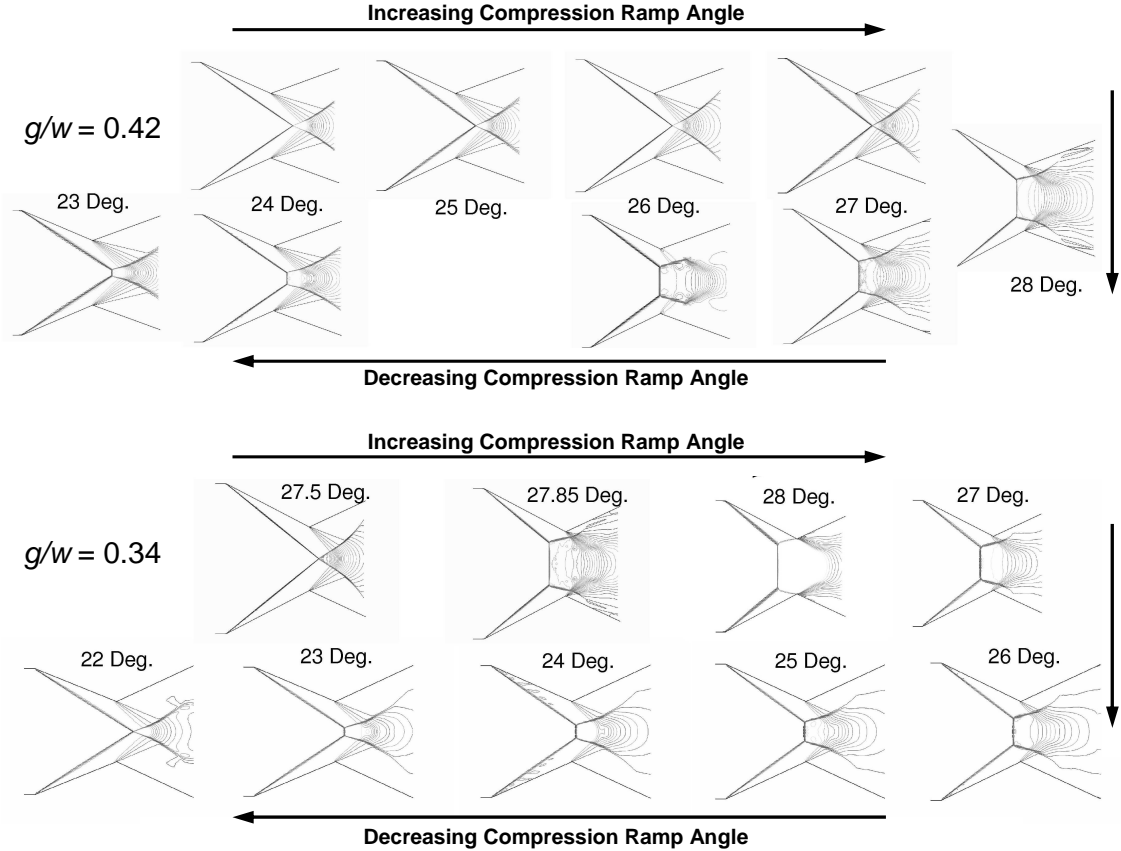 Increasing Compression Ramp Angle
g/w = 0.42
23 Deg.
24 Deg.
25 Deg.
26 Deg.
27 Deg.
28 Deg.
Decreasing Compression Ramp Angle
Increasing Compression Ramp Angle
27.5 Deg.
27.85 Deg.
28 Deg.
27 Deg.
g/w = 0.34
22 Deg.
23 Deg.
24 Deg.
25 Deg.
26 Deg.
Decreasing Compression Ramp Angle